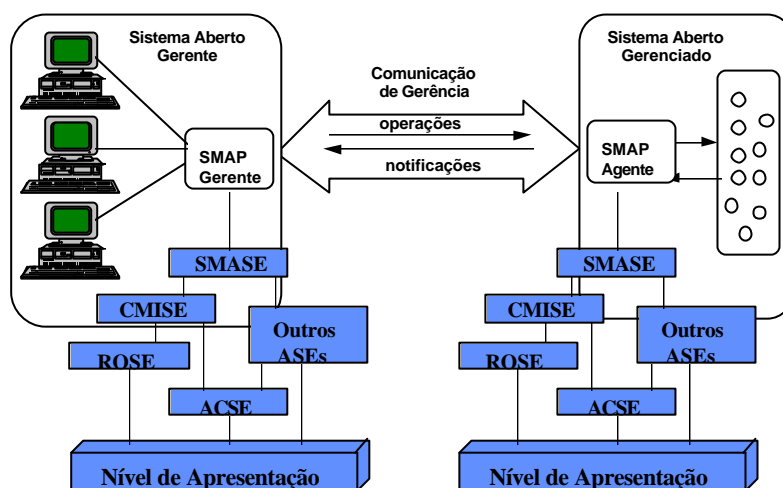 Sistema Aberto
Gerente
Comunicação
de Gerência
operações
notificações
SMAP
Gerente
Sistema Aberto
Gerenciado
SMAP
Agente
SMASE
CMISE
Outros
ASEs
ROSE
ACSE
Nível de Apresentação
SMASE
CMISE
Outros
ASEs
ROSE
ACSE
Nível de Apresentação